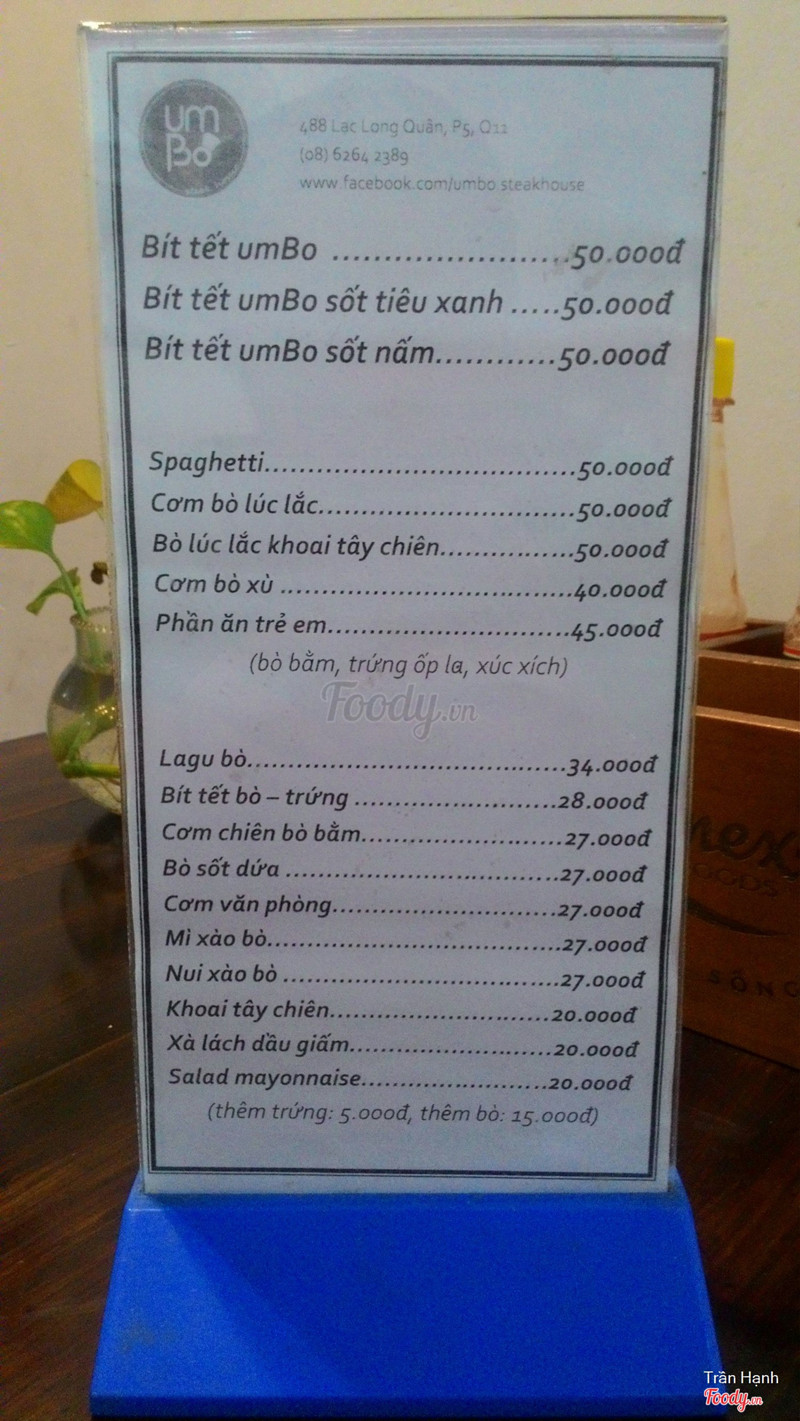 um
Bo
488 Lạc Long Quân, P5, Q11
(08) 6264 2389
www.facebook.com/umbo.steakhouse
Bít tết umBo .......................50.000đ
Bít tết umBo sốt tiêu xanh .....50.000đ
Bít tết umBo sốt nấm............50.000đ
Spaghetti...................................50.000đ
Cơm bò lúc lắc.............................50.000đ
Bò lúc lắc khoai tây chiên...............50.000đ
Cơm bò xù .................................40.000đ
Phần ăn trẻ em...........................45.000đ
(bò bằm, trứng ốp la, xúc xích)
Foody.vn
Lagu bò....................................34.000đ
Bít tết bò – trứng .......................28.000đ
Cơm chiên bò bằm.......................27.000đ
Bò sốt dứa ................................27.000đ
Cơm văn phòng..........................27.000đ
Mì xào bò..................................27.000đ
Nui xào bò ................................27.000đ
Khoai tây chiên..........................20.000đ
Xà lách dầu giấm........................20.000đ
Salad mayonnaise......................20.000đ
(thêm trứng: 5.000đ, thêm bò: 15.000đ)
Trần Hạnh
Foody.vn